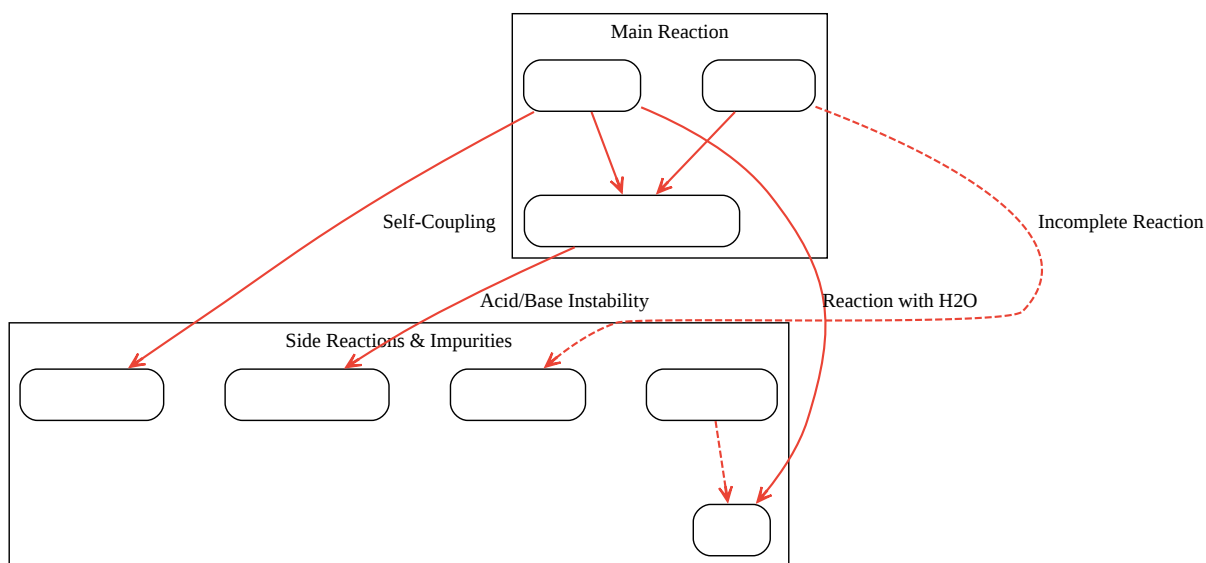 Main Reaction
Self-Coupling
Incomplete Reaction
Acid/Base Instability
Reaction with H2O
Side Reactions & Impurities